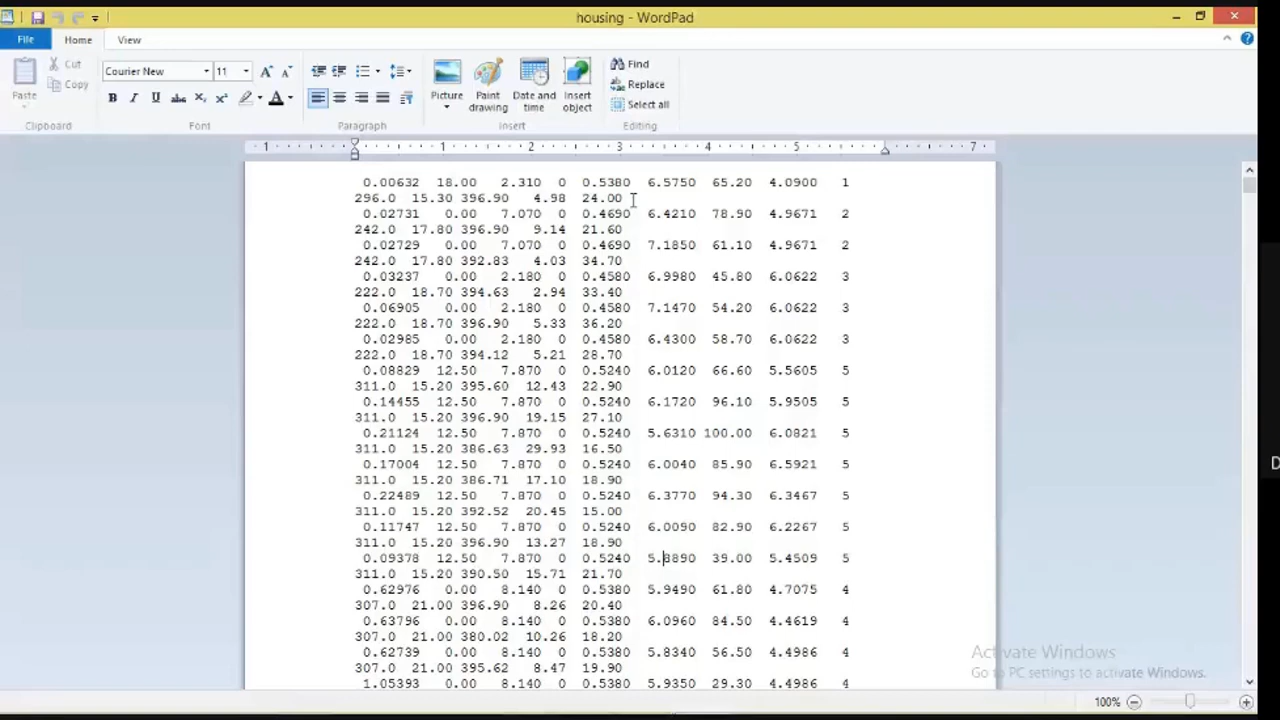 housing - WordPad
File Home View
Cut
Copy
Paste
Courier New 11
B I U abc X₂ X² A
Picture
Paint drawing
Date and time
Insert object
Find
Replace
Select all
Clipboard Font Paragraph Insert Editing
1 1 2 3 4 5 7
0.00632 18.00 2.310 0 0.5380 6.5750 65.20 4.0900 1
296.0 15.30 396.90 4.98 24.00
0.02731 0.00 7.070 0 0.4690 6.4210 78.90 4.9671 2
242.0 17.80 396.90 9.14 21.60
0.02729 0.00 7.070 0 0.4690 7.1850 61.10 4.9671 2
242.0 17.80 392.83 4.03 34.70
0.03237 0.00 2.180 0 0.4580 6.9980 45.80 6.0622 3
222.0 18.70 394.63 2.94 33.40
0.06905 0.00 2.180 0 0.4580 7.1470 54.20 6.0622 3
222.0 18.70 396.90 5.33 36.20
0.02985 0.00 2.180 0 0.4580 6.4300 58.70 6.0622 3
222.0 18.70 394.12 5.21 28.70
0.08829 12.50 7.870 0 0.5240 6.0120 66.60 5.5605 5
311.0 15.20 395.60 12.43 22.90
0.14455 12.50 7.870 0 0.5240 6.1720 96.10 5.9505 5
311.0 15.20 396.90 19.15 27.10
0.21124 12.50 7.870 0 0.5240 5.6310 100.00 6.0821 5
311.0 15.20 386.63 29.93 16.50
0.17004 12.50 7.870 0 0.5240 6.0040 85.90 6.5921 5
311.0 15.20 386.71 17.10 18.90
0.22489 12.50 7.870 0 0.5240 6.3770 94.30 6.3467 5
311.0 15.20 392.52 20.45 15.00
0.11747 12.50 7.870 0 0.5240 6.0090 82.90 6.2267 5
311.0 15.20 396.90 13.27 18.90
0.09378 12.50 7.870 0 0.5240 5.8890 39.00 5.4509 5
311.0 15.20 390.50 15.71 21.70
0.62976 0.00 8.140 0 0.5380 5.9490 61.80 4.7075 4
307.0 21.00 396.90 8.26 20.40
0.63796 0.00 8.140 0 0.5380 6.0960 84.50 4.4619 4
307.0 21.00 380.02 10.26 18.20
0.62739 0.00 8.140 0 0.5380 5.8340 56.50 4.4986 4
307.0 21.00 395.62 8.47 19.90
1.05393 0.00 8.140 0 0.5380 5.9350 29.30 4.4986 4
Activate Windows
Go to PC settings to activate Windows.
100%
D